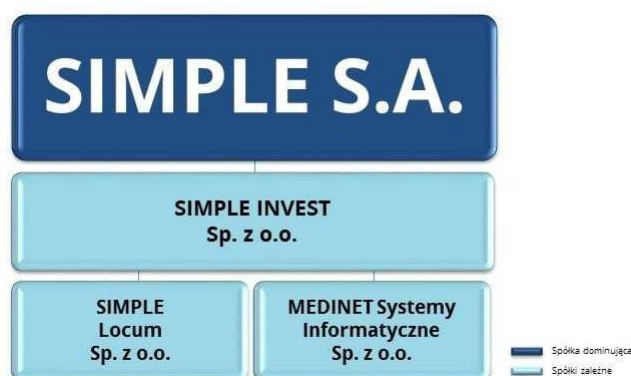 SIMPLE S.A.
SIMPLE INVEST
Sp. z o.o.
SIMPLE
Locum
Sp. z o.o.
MEDINET Systemy
Informatyczne
Sp. z o.o.
Spółka dominująca
Spółki zależne